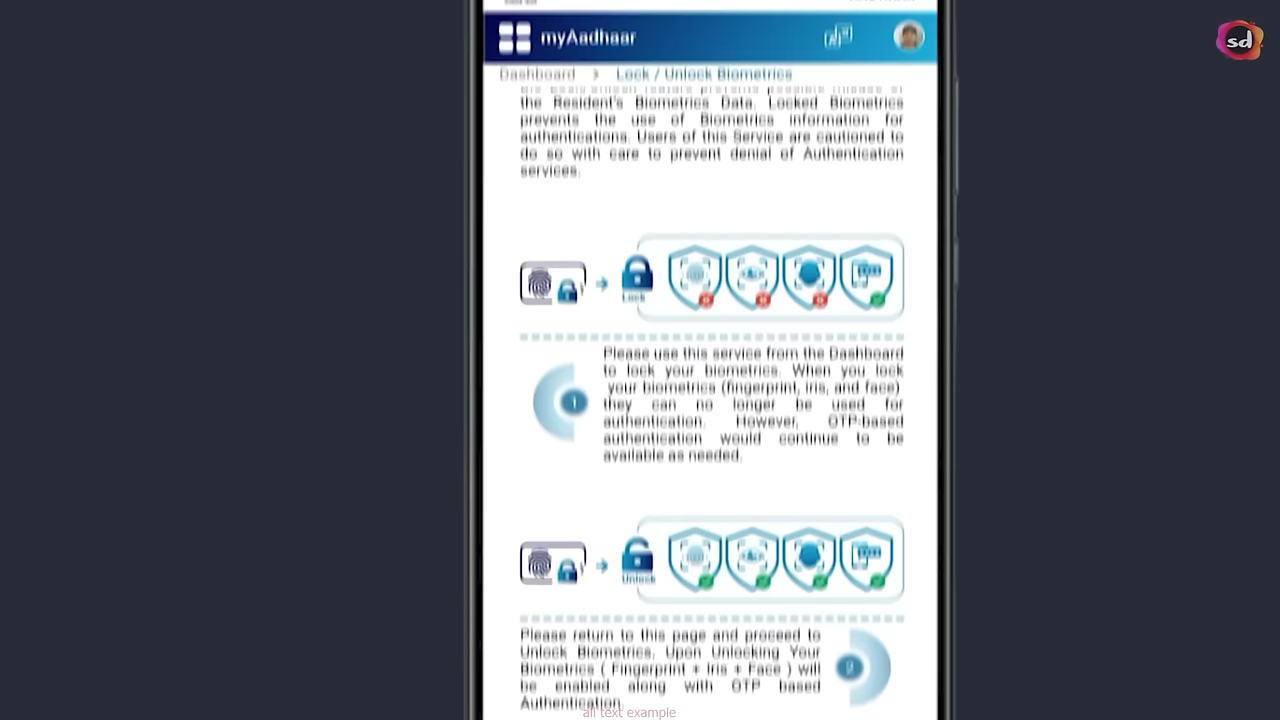 sd
myAadhaar
Dashboard > Lock / Unlock Biometrics
the Resident's Biometrics Data. Locked Biometrics
prevents the use of Biometrics information for
authentications. Users of this Service are cautioned to
do so with care to prevent denial of Authentication
services.
Lock
Please use this service from the Dashboard
to lock your biometrics. When you lock
your biometrics (fingerprint, iris, and face)
they can no longer be used for
authentication. However, OTP-based
authentication would continue to be
available as needed.
1
Unlock
Please return to this page and proceed to
Unlock Biometrics. Upon Unlocking Your
Biometrics ( Fingerprint + Iris + Face ) will
be enabled along with OTP based
Authentication.
2
all text example